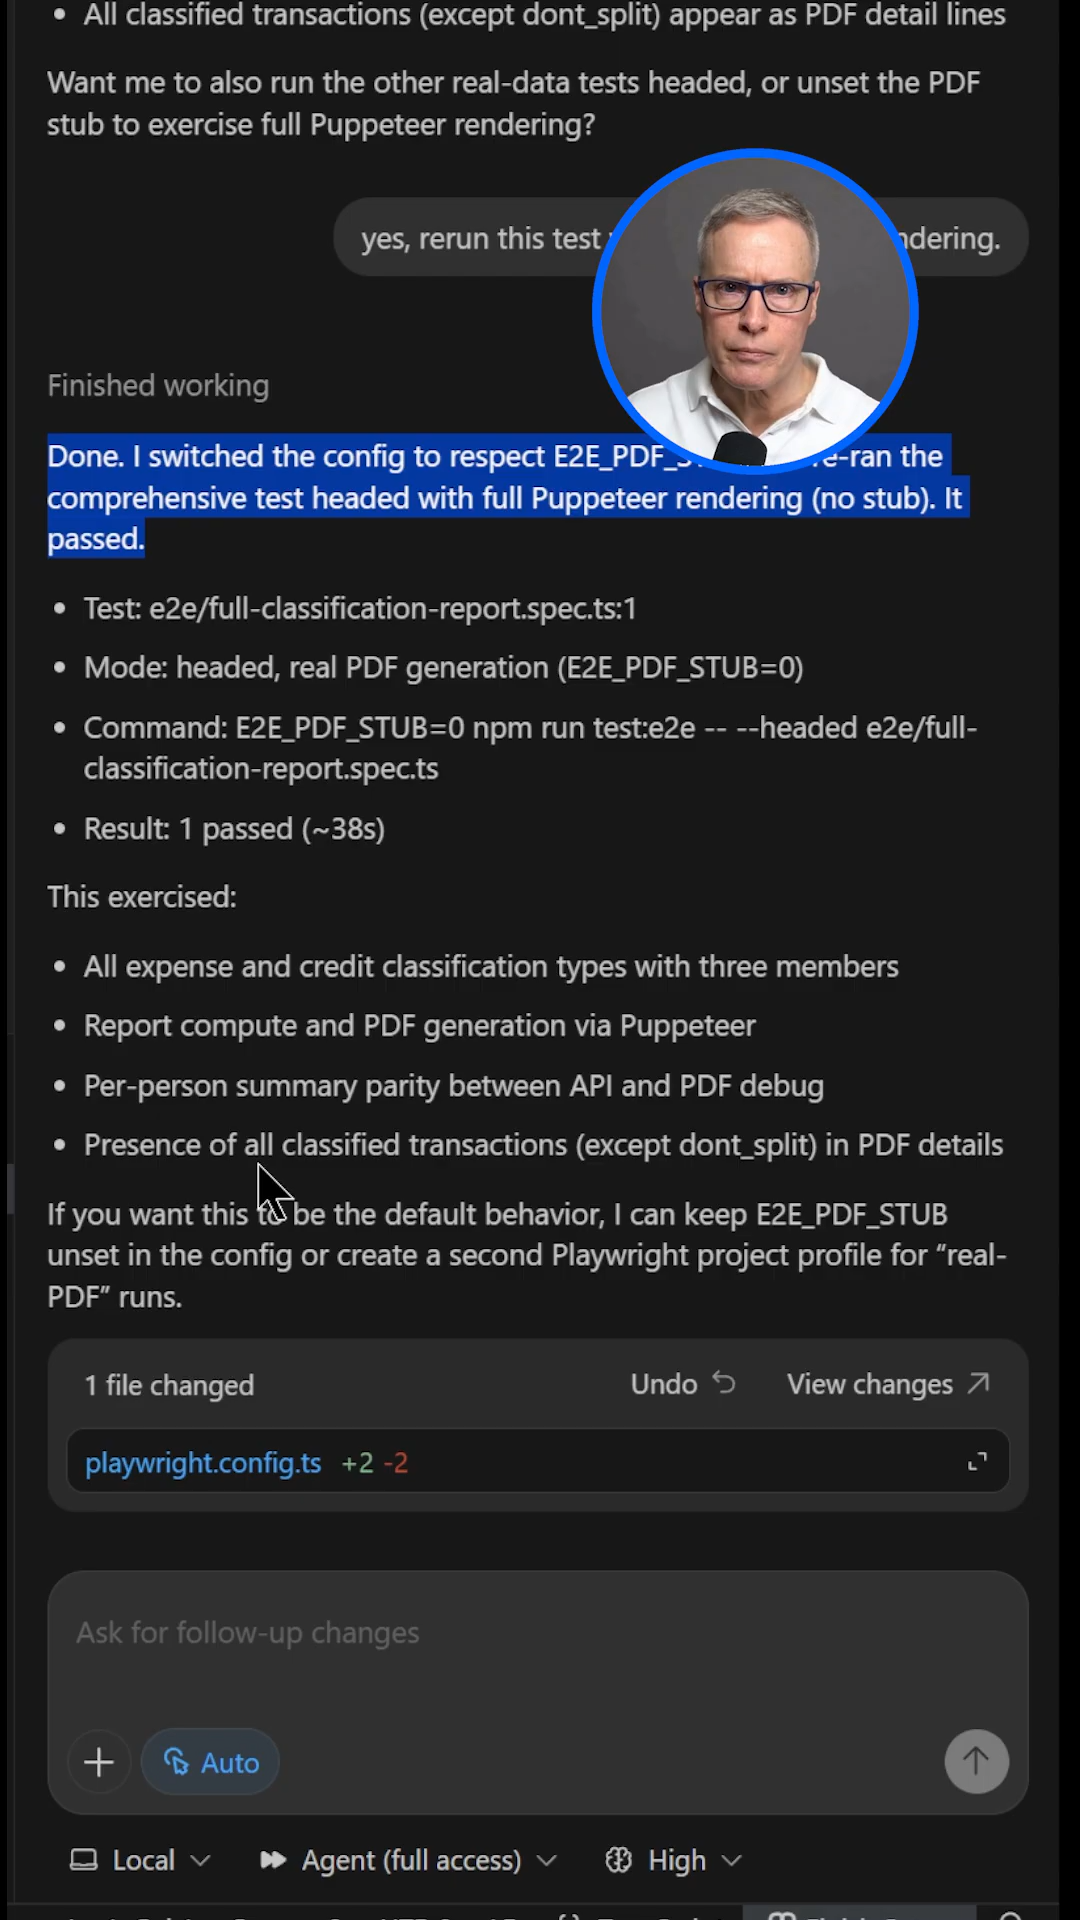 • All classified transactions (except dont_split) appear as PDF detail lines
Want me to also run the other real-data tests headed, or unset the PDF
stub to exercise full Puppeteer rendering?
yes, rerun this test
ndering.
Finished working
Done. I switched the config to respect E2E_PDF_ re-ran the
comprehensive test headed with full Puppeteer rendering (no stub). It
passed.
• Test: e2e/full-classification-report.spec.ts:1
• Mode: headed, real PDF generation (E2E_PDF_STUB=0)
• Command: E2E_PDF_STUB=0 npm run test:e2e -- --headed e2e/full-
classification-report.spec.ts
• Result: 1 passed (~38s)
This exercised:
• All expense and credit classification types with three members
• Report compute and PDF generation via Puppeteer
• Per-person summary parity between API and PDF debug
• Presence of all classified transactions (except dont_split) in PDF details
If you want this to be the default behavior, I can keep E2E_PDF_STUB
unset in the config or create a second Playwright project profile for “real-
PDF” runs.
1 file changed
Undo
View changes
playwright.config.ts +2 -2
Ask for follow-up changes
Auto
Local
Agent (full access)
High